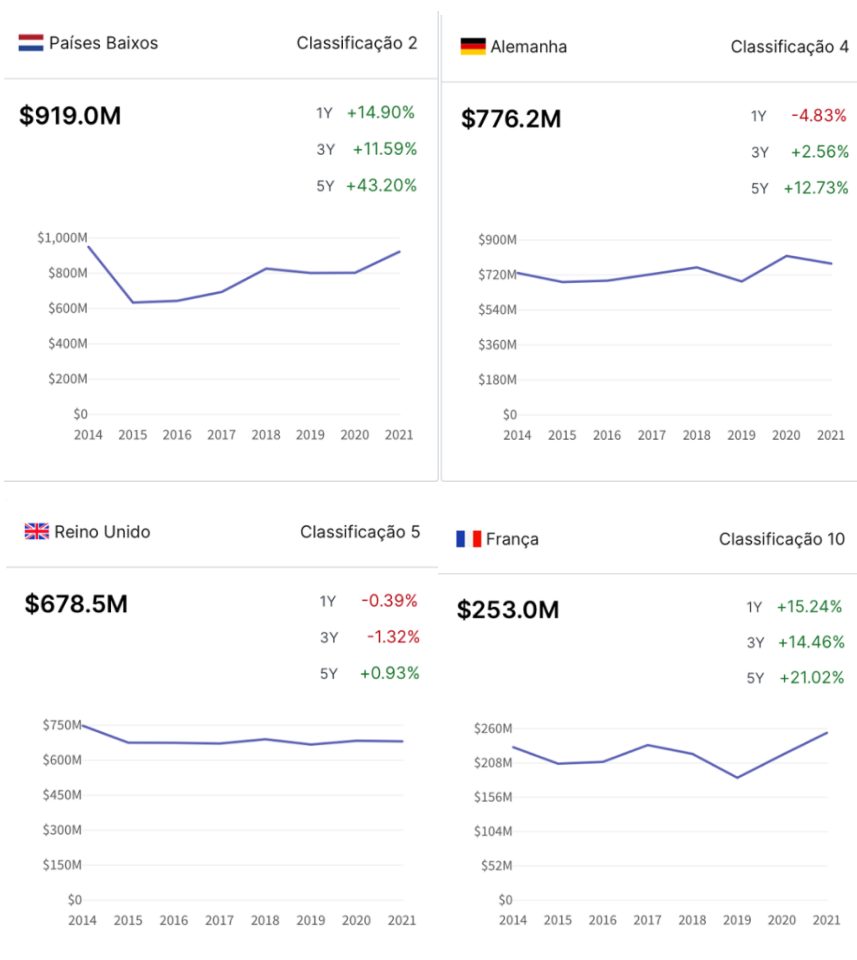 Países Baixos Classificação 2
$919.0M
1Y +14.90%
3Y +11.59%
5Y +43.20%
$1,000M
$800M
$600M
$400M
$200M
$0
2014 2015 2016 2017 2018 2019 2020 2021
Alemanha Classificação 4
$776.2M
1Y -4.83%
3Y +2.56%
5Y +12.73%
$900M
$720M
$540M
$360M
$180M
$0
2014 2015 2016 2017 2018 2019 2020 2021
Reino Unido Classificação 5
$678.5M
1Y -0.39%
3Y -1.32%
5Y +0.93%
$750M
$600M
$450M
$300M
$150M
$0
2014 2015 2016 2017 2018 2019 2020 2021
França Classificação 10
$253.0M
1Y +15.24%
3Y +14.46%
5Y +21.02%
$260M
$208M
$156M
$104M
$52M
$0
2014 2015 2016 2017 2018 2019 2020 2021